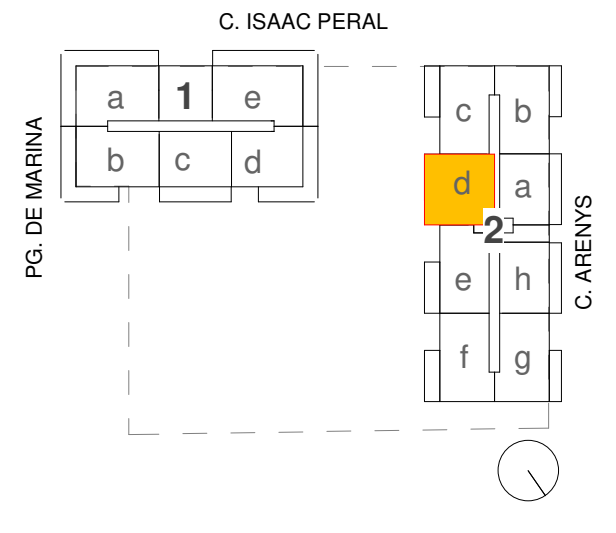 C. ISAAC PERAL
a 1 e
b c d
PG. DE MARINA
c b
d a
2
e h
f g
C. ARENYS